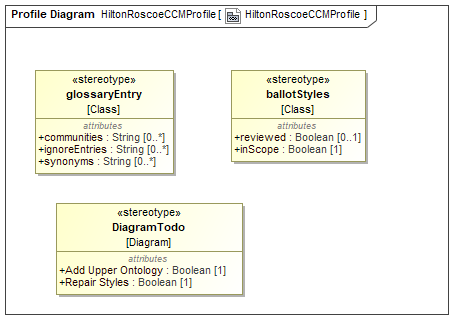 Profile Diagram HiltonRoscoeCCMProfile [ HiltonRoscoeCCMProfile ]
«stereotype»
glossaryEntry
[Class]
attributes
+communities : String [0..*]
+ignoreEntries : String [0..*]
+synonyms : String [0..*]
«stereotype»
ballotStyles
[Class]
attributes
+reviewed : Boolean [0..1]
+inScope : Boolean [1]
«stereotype»
DiagramTodo
[Diagram]
attributes
+Add Upper Ontology : Boolean [1]
+Repair Styles : Boolean [1]